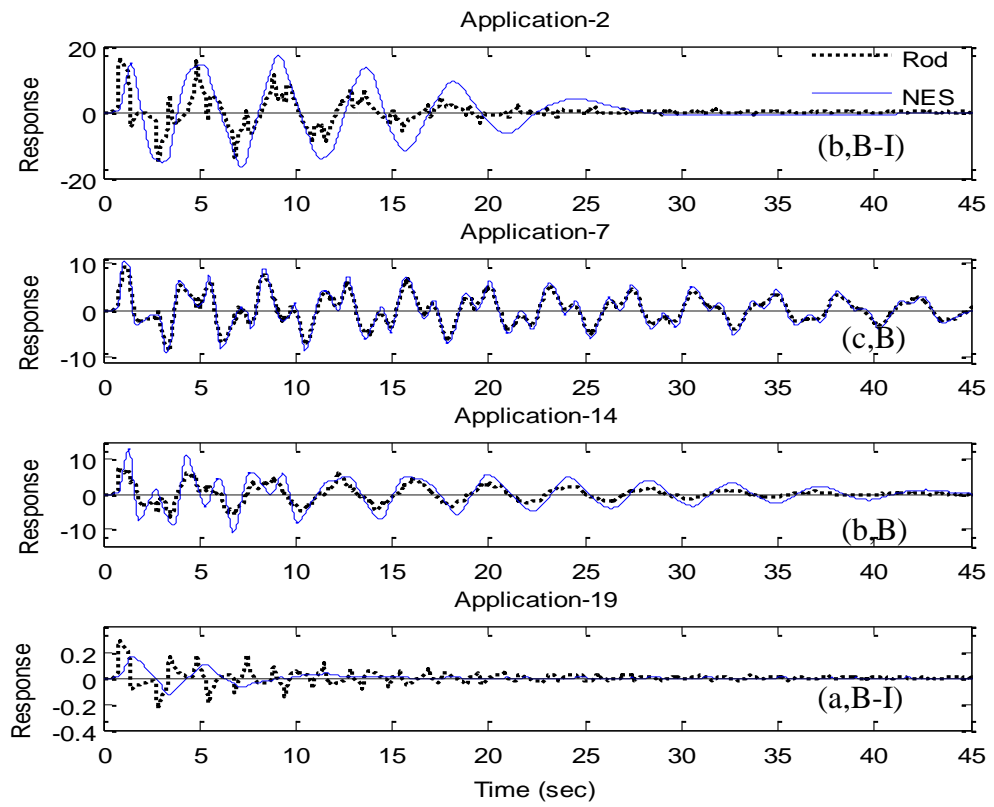 Application-2
20
0
-20
Response
Rod
NES
(b,B-I)
0 5 10 15 20 25 30 35 40 45
Application-7
10
0
-10
Response
(c,B)
0 5 10 15 20 25 30 35 40 45
Application-14
10
0
-10
Response
(b,B)
0 5 10 15 20 25 30 35 40 45
Application-19
0.2
0
-0.2
-0.4
Response
(a,B-I)
0 5 10 15 20 25 30 35 40 45
Time (sec)